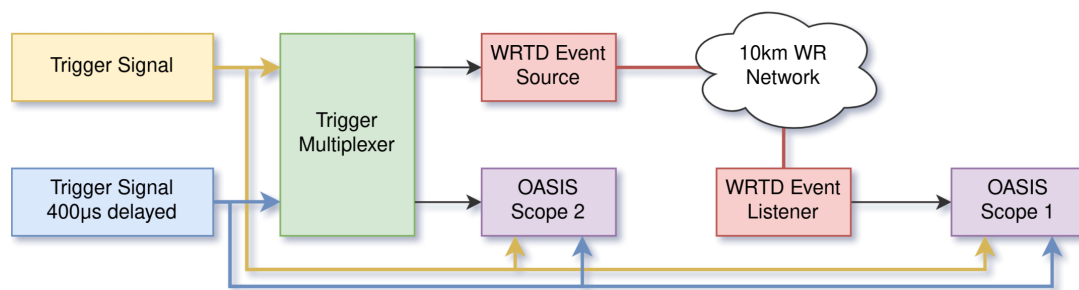 Trigger Signal
WRTD Event
Source
10km WR
Network
Trigger
Multiplexer
Trigger Signal
400µs delayed
OASIS
Scope 2
WRTD Event
Listener
OASIS
Scope 1